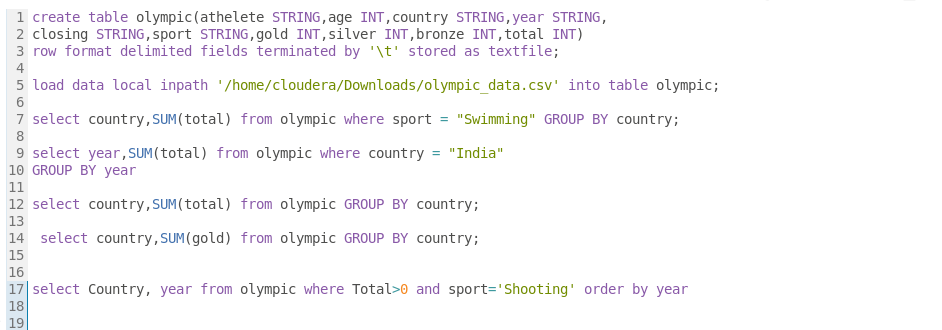 1 create table olympic(athelete STRING,age INT,country STRING,year STRING,
2 closing STRING,sport STRING,gold INT,silver INT,bronze INT,total INT)
3 row format delimited fields terminated by '\t' stored as textfile;
4
5 load data local inpath '/home/cloudera/Downloads/olympic_data.csv' into table olympic;
6
7 select country,SUM(total) from olympic where sport = "Swimming" GROUP BY country;
8
9 select year,SUM(total) from olympic where country = "India"
10 GROUP BY year
11
12 select country,SUM(total) from olympic GROUP BY country;
13
14  select country,SUM(gold) from olympic GROUP BY country;
15
16
17 select Country, year from olympic where Total>0 and sport='Shooting' order by year
18
19